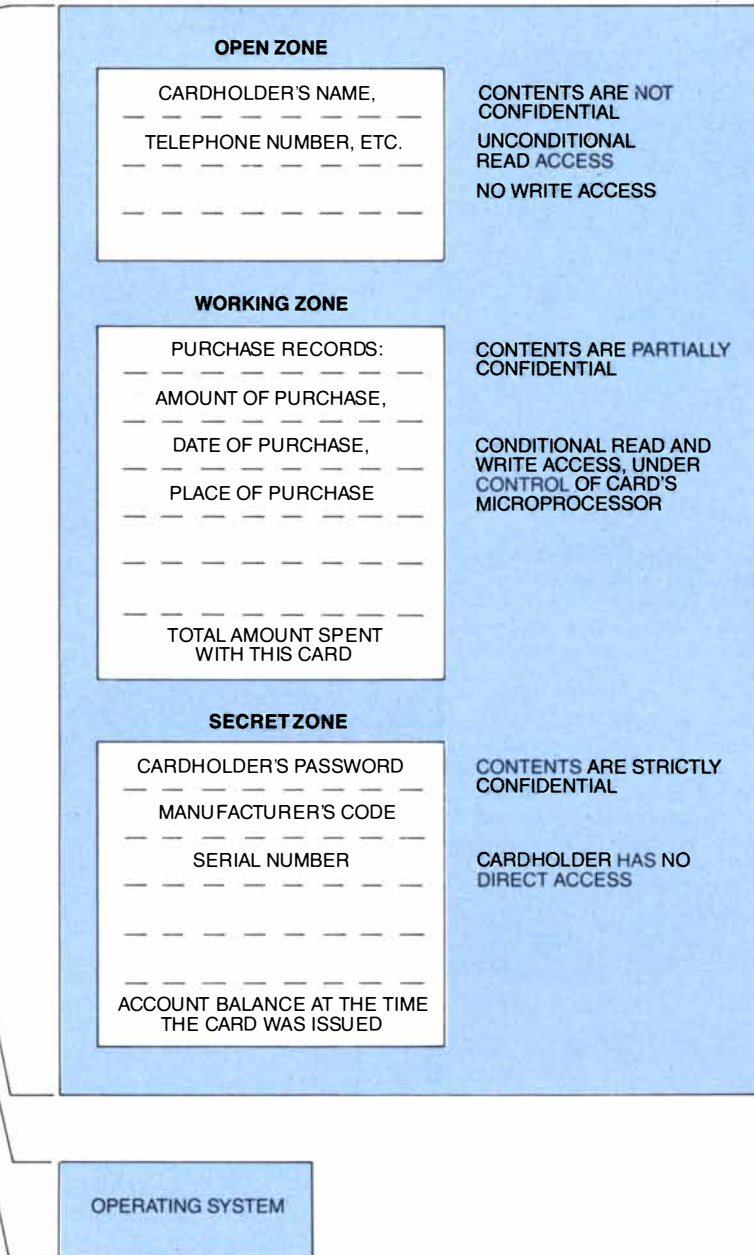 OPEN ZONE
CARDHOLDER'S NAME,
TELEPHONE NUMBER, ETC.
CONTENTS ARE NOT
CONFIDENTIAL
UNCONDITIONAL
READ ACCESS
NO WRITE ACCESS
WORKING ZONE
PURCHASE RECORDS:
AMOUNT OF PURCHASE,
DATE OF PURCHASE,
PLACE OF PURCHASE
TOTAL AMOUNT SPENT
WITH THIS CARD
CONTENTS ARE PARTIALLY
CONFIDENTIAL
CONDITIONAL READ AND
WRITE ACCESS, UNDER
CONTROL OF CARD'S
MICROPROCESSOR
SECRET ZONE
CARDHOLDER'S PASSWORD
MANUFACTURER'S CODE
SERIAL NUMBER
ACCOUNT BALANCE AT THE TIME
THE CARD WAS ISSUED
CONTENTS ARE STRICTLY
CONFIDENTIAL
CARDHOLDER HAS NO
DIRECT ACCESS
OPERATING SYSTEM